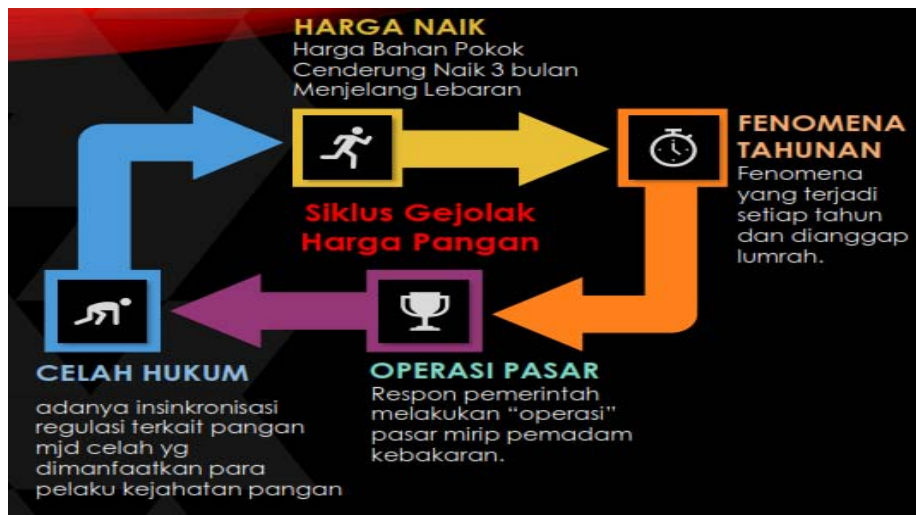 HARGA NAIK
Harga Bahan Pokok
Cenderung Naik 3 bulan
Menjelang Lebaran
FENOMENA
TAHUNAN
Fenomena
yang terjadi
setiap tahun
dan dianggap
lumrah.
Siklus Gejolak
Harga Pangan
OPERASI PASAR
Respon pemerintah
melakukan “operasi”
pasar mirip pemadam
kebakaran.
CELAH HUKUM
adanya insinkronisasi
regulasi terkait pangan
mjd celah yg
dimanfaatkan para
pelaku kejahatan pangan